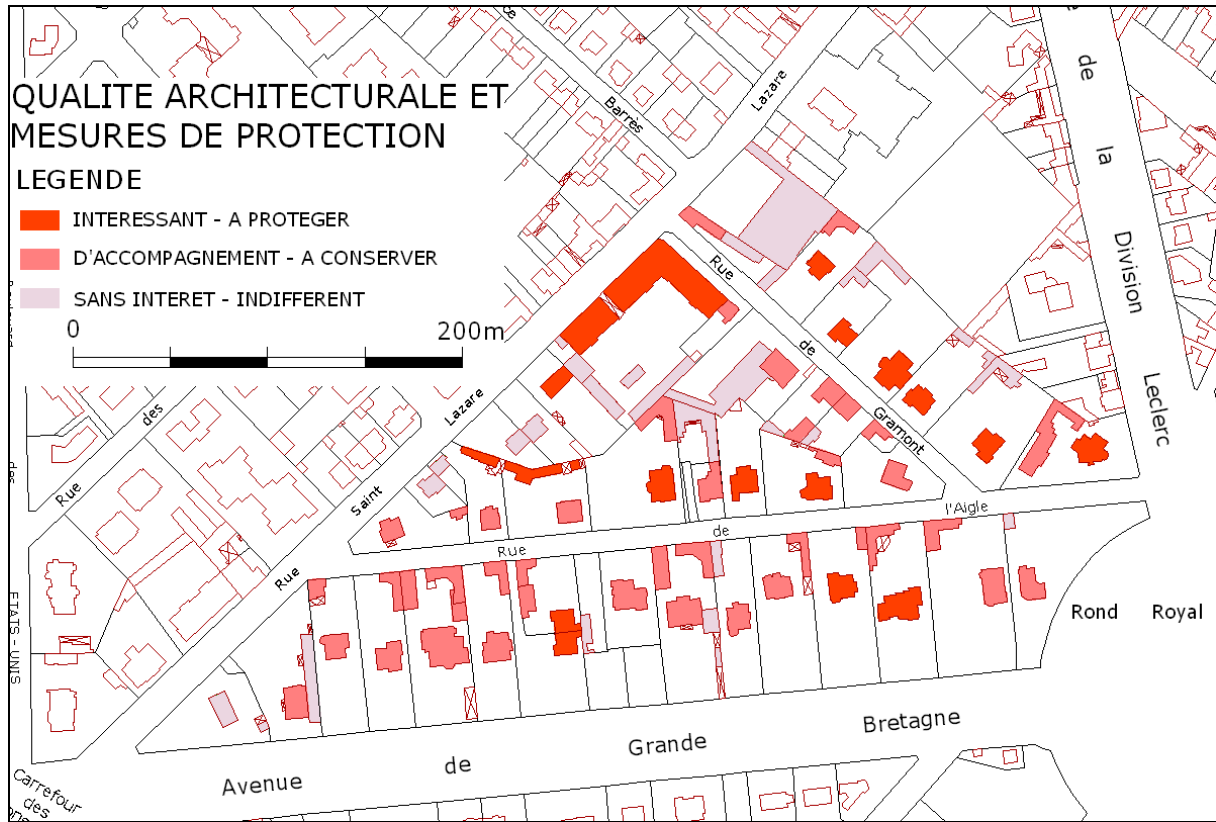 QUALITE ARCHITECTURALE ET
MESURES DE PROTECTION
LEGENDE
INTERESSANT - A PROTEGER
D'ACCOMPAGNEMENT - A CONSERVER
SANS INTERET - INDIFFERENT
0 200m
Barrès
Lazare
de la Division Leclerc
Rue de Gramont
Rue des
Rue Saint Lazare
Rue de l'Aigle
Rond Royal
des
ETATS - UNIS
Avenue de Grande Bretagne
Carrefour
des